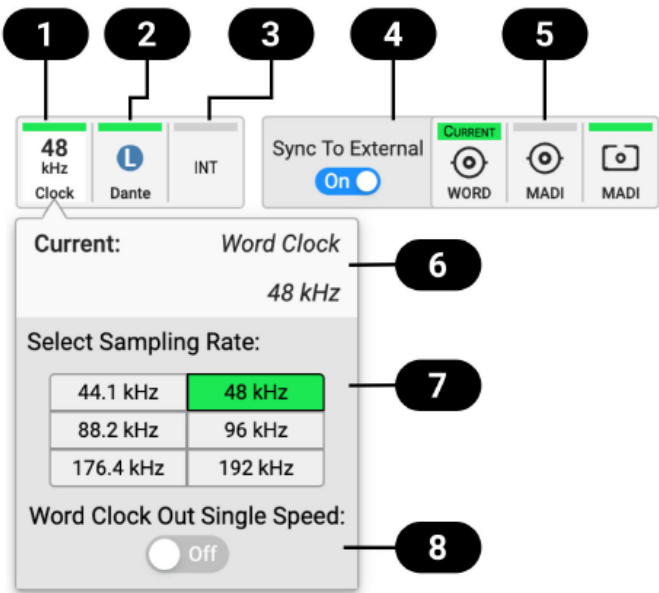 1 2 3 4 5
48
kHz
Clock
L
Dante
INT
Sync To External
On
CURRENT
WORD
MADI
MADI
Current: Word Clock
48 kHz
6
Select Sampling Rate:
44.1 kHz 48 kHz
7
88.2 kHz 96 kHz
176.4 kHz 192 kHz
Word Clock Out Single Speed:
Off
8